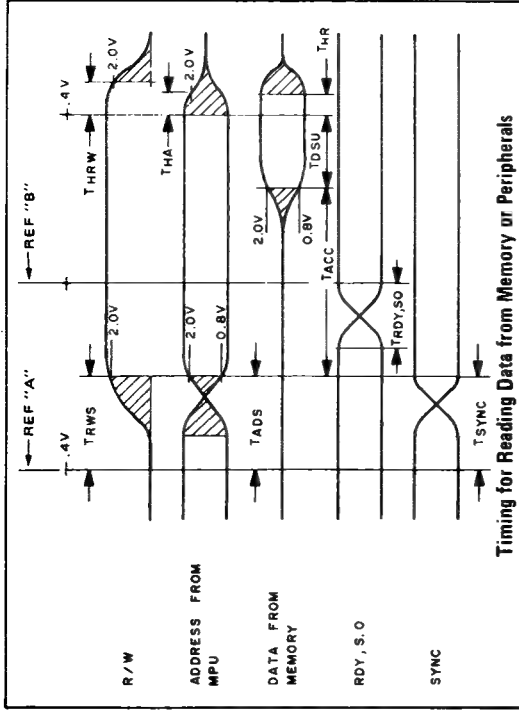 REF "A"
REF "B"
.4V
.4V
R/W
TRWS
2.0V
THRW
2.0V
ADDRESS FROM
MPU
2.0V
0.8V
THA
2.0V
TADS
DATA FROM
MEMORY
2.0V
0.8V
TACC
TDSU
THR
RDY, S.O
TRDY,SO
SYNC
TSYNC
Timing for Reading Data from Memory or Peripherals